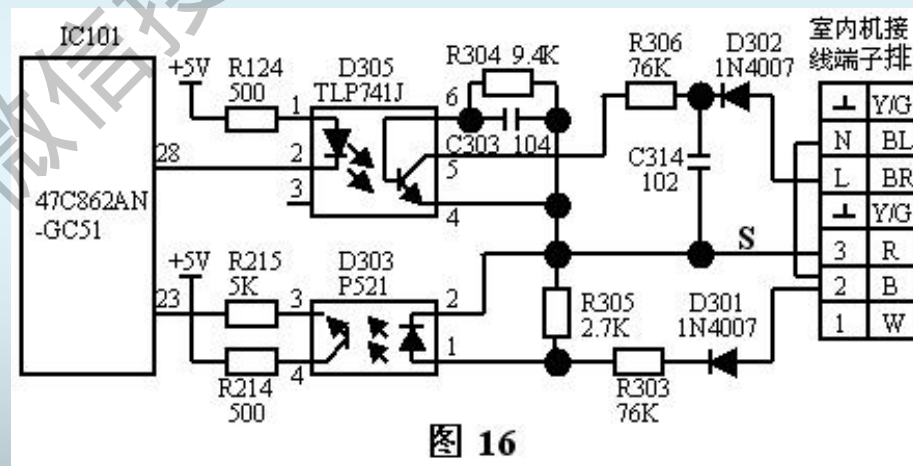 微信搜
IC101
47C862AN
-GC51
28
23
+5V
R124
500
1
2
3
D305
TLP741J
6
5
4
R304 9.4K
C303 104
R306
76K
D302
1N4007
C314
102
S
室内机接
线端子排
⊥ Y/G
N BL
L BR
⊥ Y/G
3 R
2 B
1 W
+5V
R215
5K
R214
500
3
4
D303
P521
2
1
R305
2.7K
D301
1N4007
R303
76K
图 16